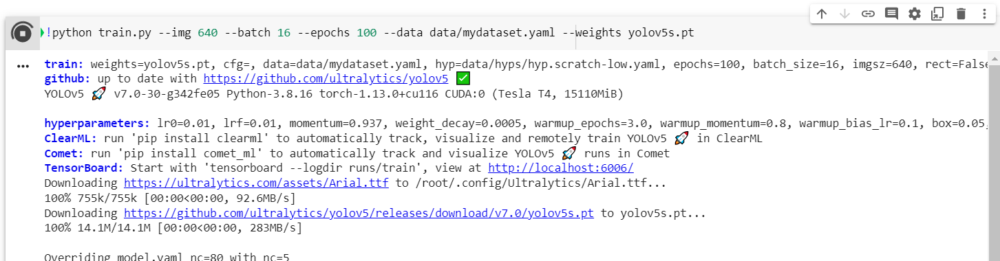 !python train.py --img 640 --batch 16 --epochs 100 --data data/mydataset.yaml --weights yolov5s.pt
train: weights=yolov5s.pt, cfg=, data=data/mydataset.yaml, hyp=data/hyps/hyp.scratch-low.yaml, epochs=100, batch_size=16, imgsz=640, rect=False
github: up to date with https://github.com/ultralytics/yolov5 ✅
YOLOv5 🚀 v7.0-30-g342fe05 Python-3.8.16 torch-1.13.0+cu116 CUDA:0 (Tesla T4, 15110MiB)
hyperparameters: lr0=0.01, lrf=0.01, momentum=0.937, weight_decay=0.0005, warmup_epochs=3.0, warmup_momentum=0.8, warmup_bias_lr=0.1, box=0.05,
ClearML: run 'pip install clearml' to automatically track, visualize and remotely train YOLOv5 🚀 in ClearML
Comet: run 'pip install comet_ml' to automatically track and visualize YOLOv5 🚀 runs in Comet
TensorBoard: Start with 'tensorboard --logdir runs/train', view at http://localhost:6006/
Downloading https://ultralytics.com/assets/Arial.ttf to /root/.config/Ultralytics/Arial.ttf...
100% 755k/755k [00:00<00:00, 92.6MB/s]
Downloading https://github.com/ultralytics/yolov5/releases/download/v7.0/yolov5s.pt to yolov5s.pt...
100% 14.1M/14.1M [00:00<00:00, 283MB/s]
Overriding model.yaml nc=80 with nc=5